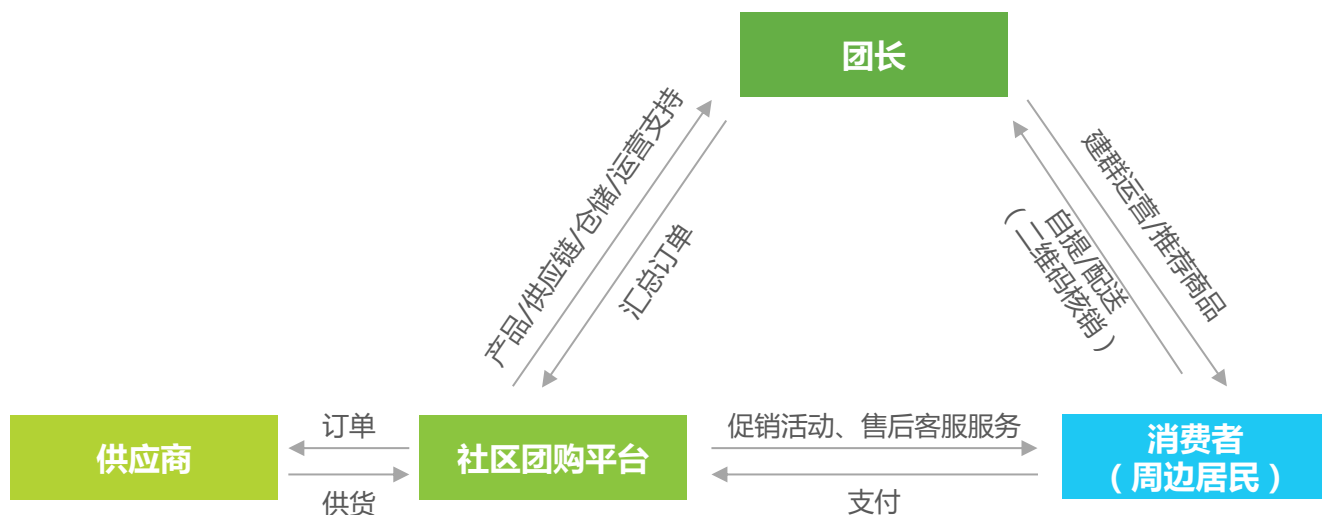 团长
产品/供应链/仓储/运营支持
汇总订单
建群运营/推荐商品
自提/配送
（二维码核销）
供应商
订单
供货
社区团购平台
促销活动、售后客服服务
支付
消费者
（周边居民）